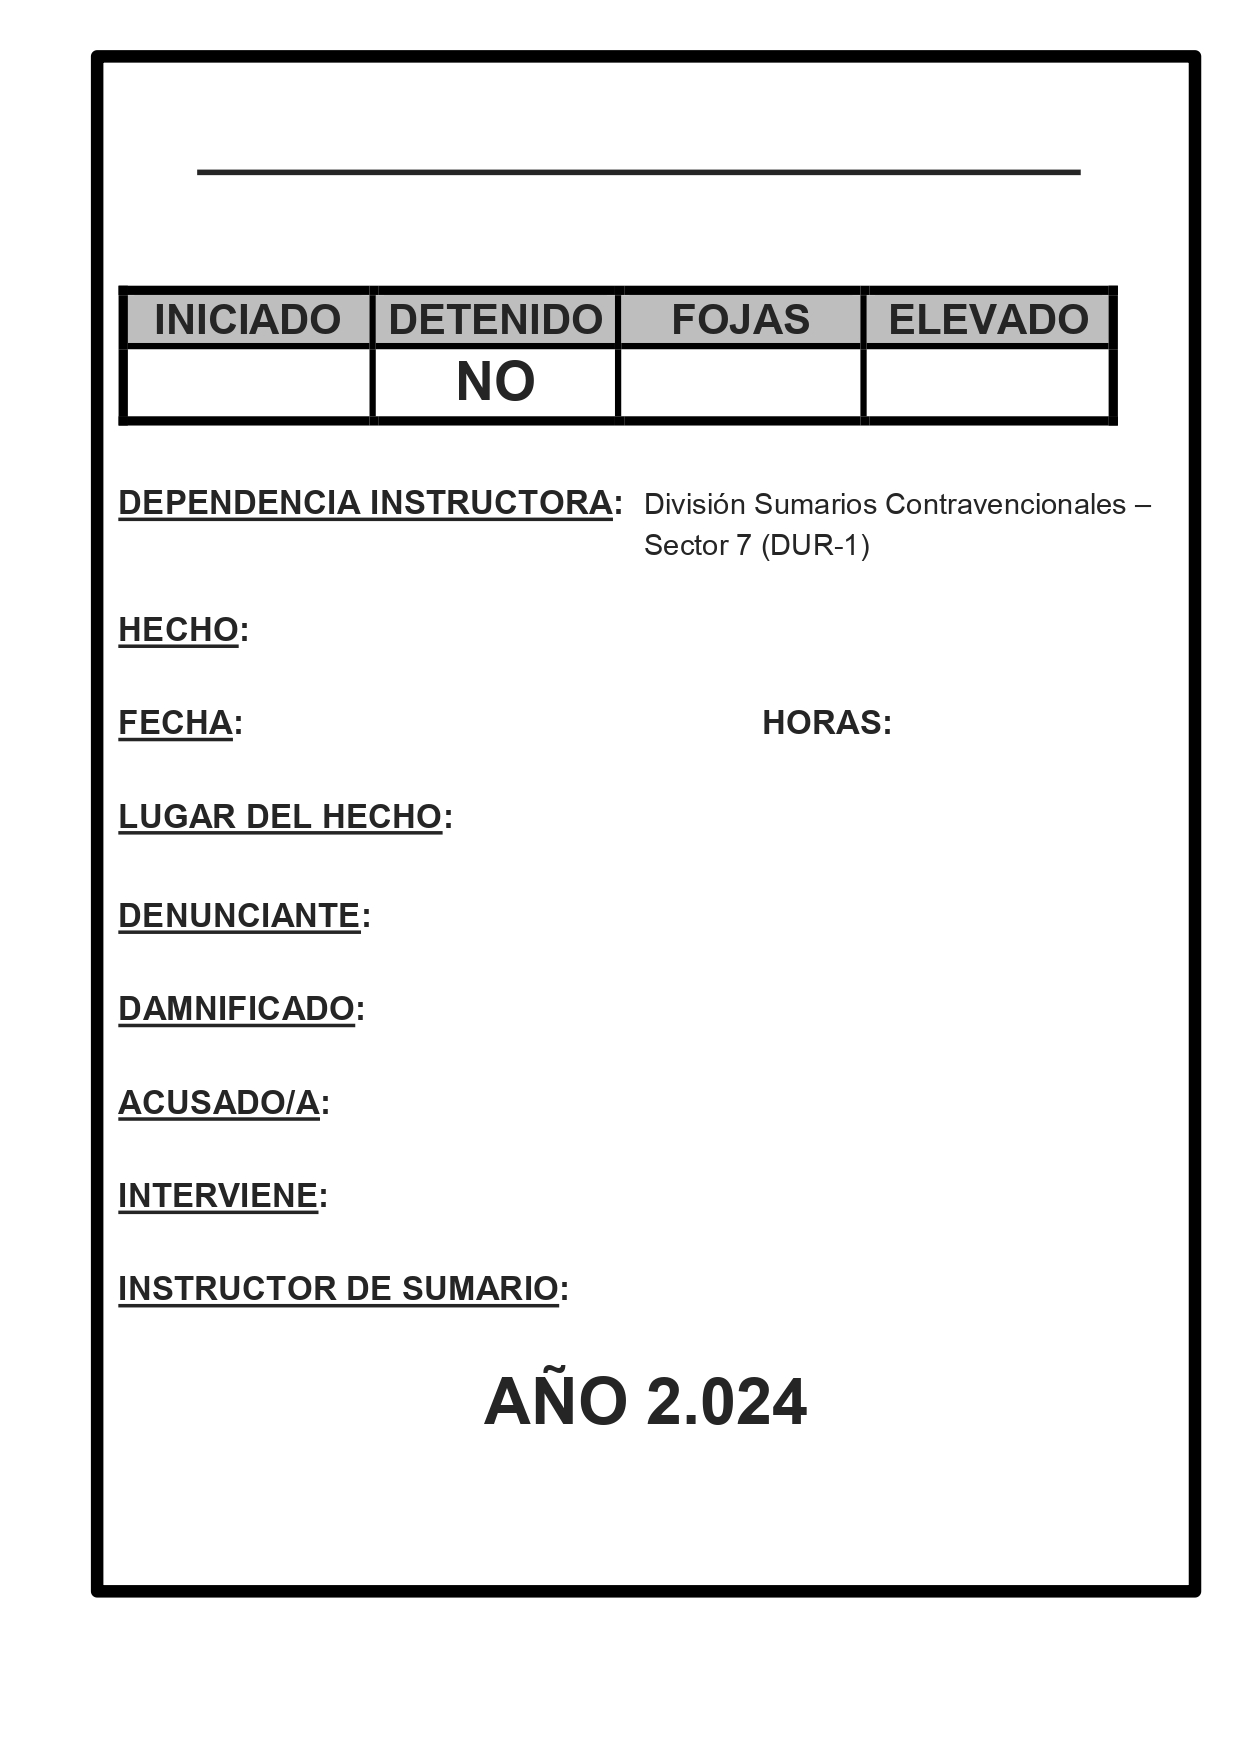 INICIADO DETENIDO FOJAS ELEVADO
NO
DEPENDENCIA INSTRUCTORA: División Sumarios Contravencionales –
Sector 7 (DUR-1)
HECHO:
FECHA: HORAS:
LUGAR DEL HECHO:
DENUNCIANTE:
DAMNIFICADO:
ACUSADO/A:
INTERVIENE:
INSTRUCTOR DE SUMARIO:
AÑO 2.024